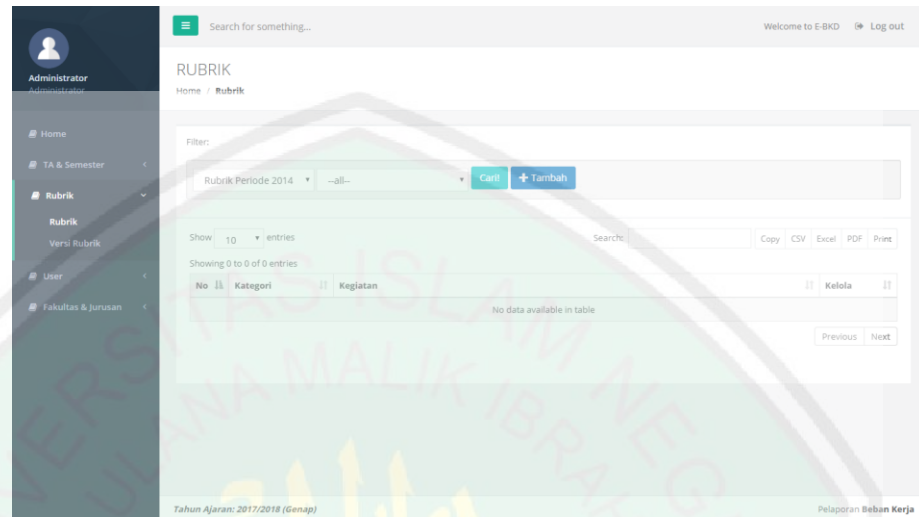 Search for something...
Welcome to E-BKD Log out
Administrator
Administrator
RUBRIK
Home / Rubrik
Home
TA & Semester
Rubrik
Rubrik
Versi Rubrik
User
Fakultas & Jurusan
Filter:
Rubrik Periode 2014 --all-- Cari! + Tambah
Show 10 entries Search: Copy CSV Excel PDF Print
Showing 0 to 0 of 0 entries
No Kategori Kegiatan Kelola
No data available in table
Previous Next
Tahun Ajaran: 2017/2018 (Genap) Pelaporan Beban Kerja
ULANA MALIK IBRAH